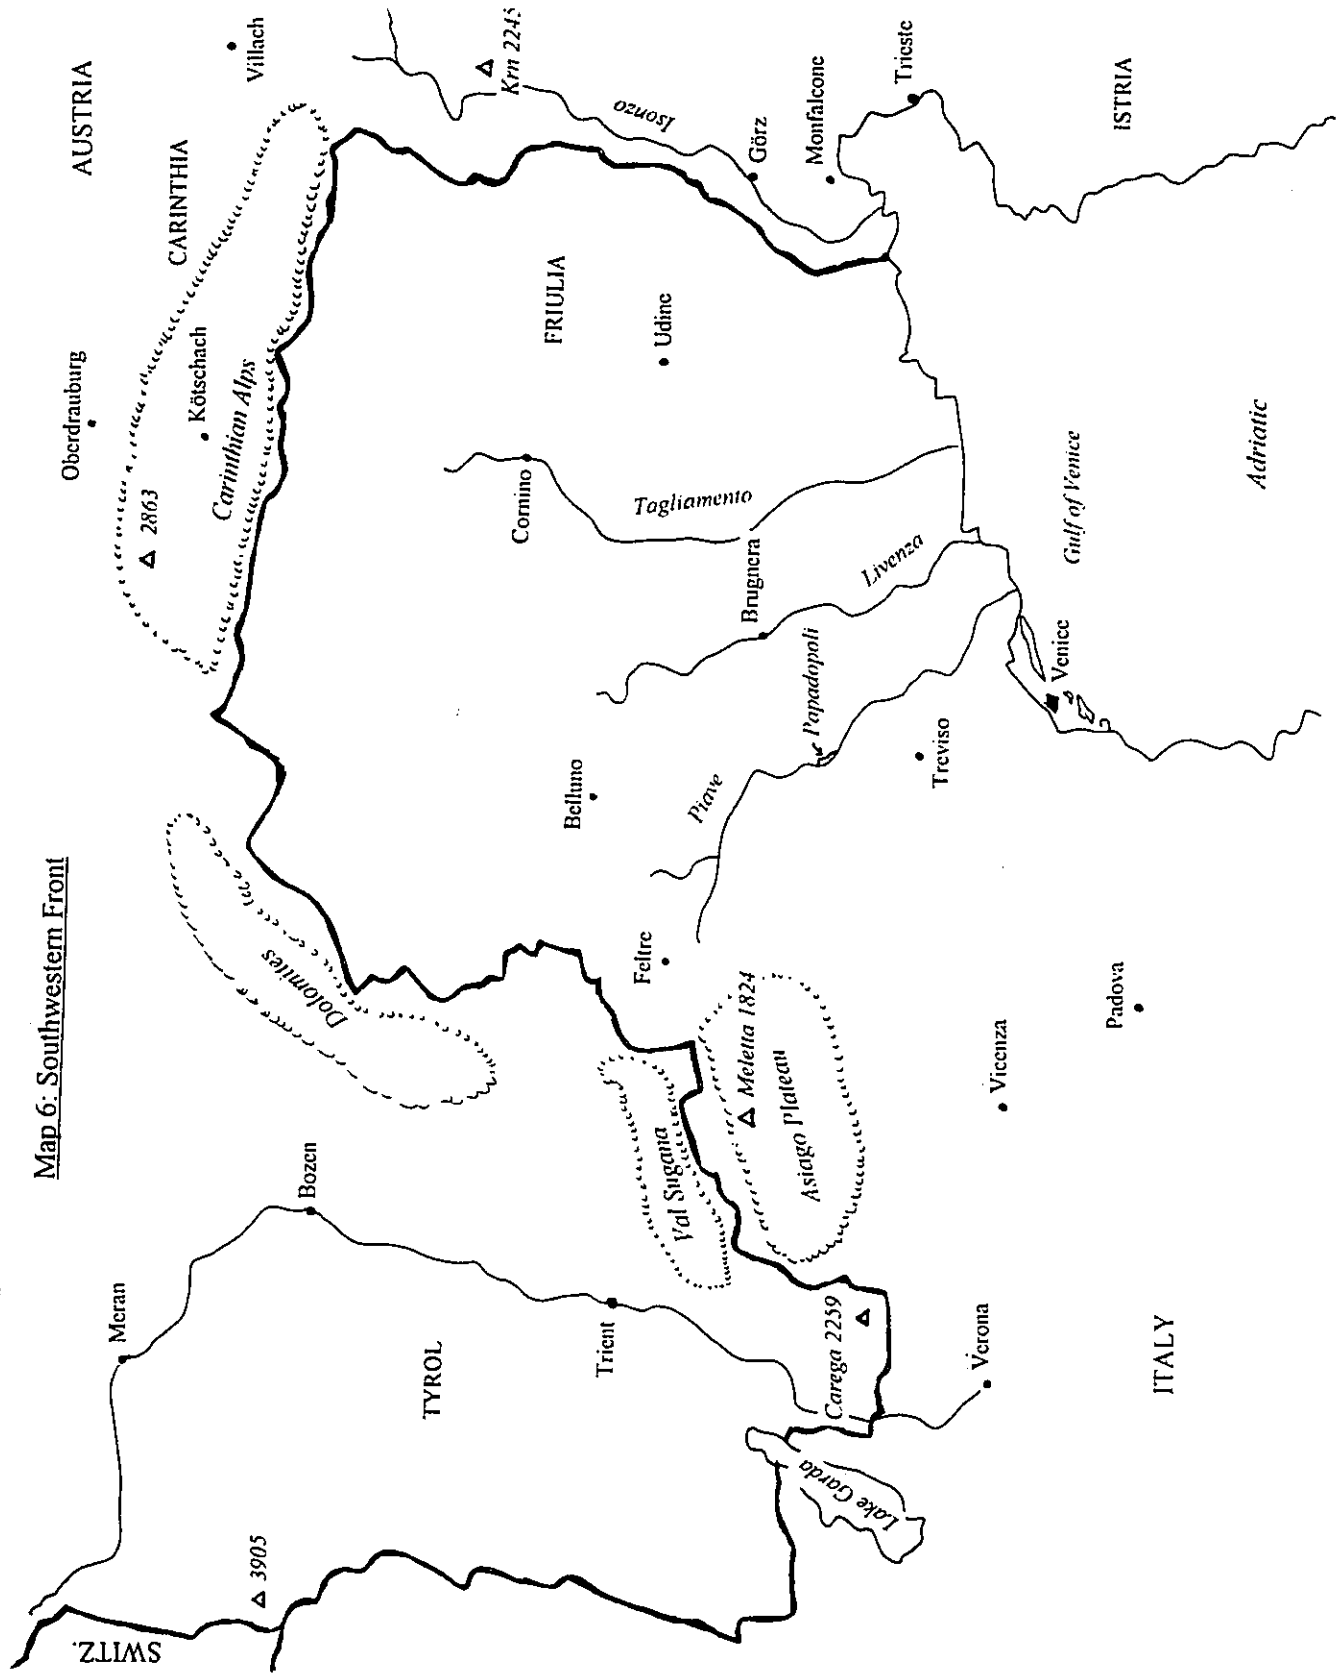 Map 6: Southwestern Front
SWITZ.
△ 3905
Meran
Bozen
TYROL
Trient
Lake Garda
Carega 2259
Verona
ITALY
Dolomites
Val Sugana
△ Meletta 1824
Asiago Plateau
Vicenza
Padova
Feltre
Belluno
Piave
Papadopoli
Treviso
Venice
Oberdrauburg
△ 2863
Kötschach
Carinthian Alps
CARINTHIA
AUSTRIA
Villach
Cornino
Tagliamento
Brugnera
Livenza
Gulf of Venice
Adriatic
FRIULIA
Udine
Krn 2245
Isonzo
Görz
Monfalcone
Trieste
ISTRIA